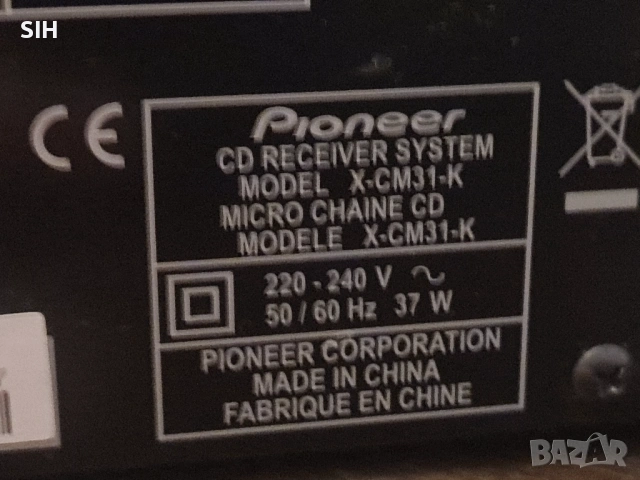 SIH
CE
Pioneer
CD RECEIVER SYSTEM
MODEL X-CM31-K
MICRO CHAINE CD
MODELE X-CM31-K
220 - 240 V ~
50 / 60 Hz 37 W
PIONEER CORPORATION
MADE IN CHINA
FABRIQUE EN CHINE
BAZAR